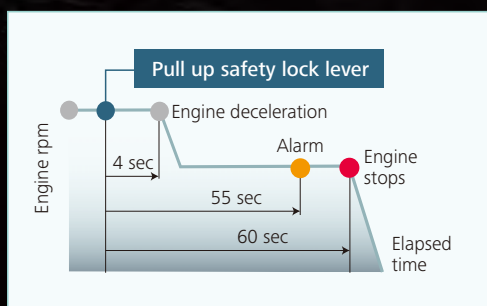 Pull up safety lock lever
Engine deceleration
Engine rpm
Alarm
Engine
stops
4 sec
55 sec
60 sec
Elapsed
time